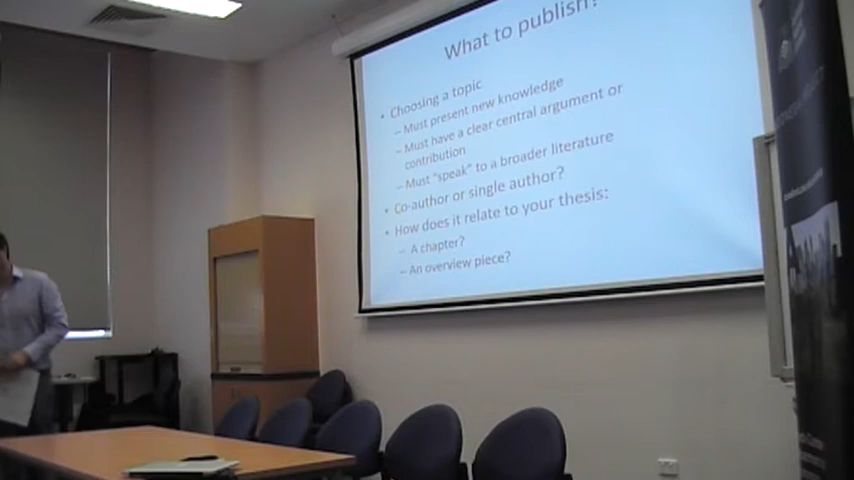 What to publish?
• Choosing a topic
– Must present new knowledge
– Must have a clear central argument or
contribution
– Must "speak" to a broader literature
• Co-author or single author?
• How does it relate to your thesis:
– A chapter?
– An overview piece?